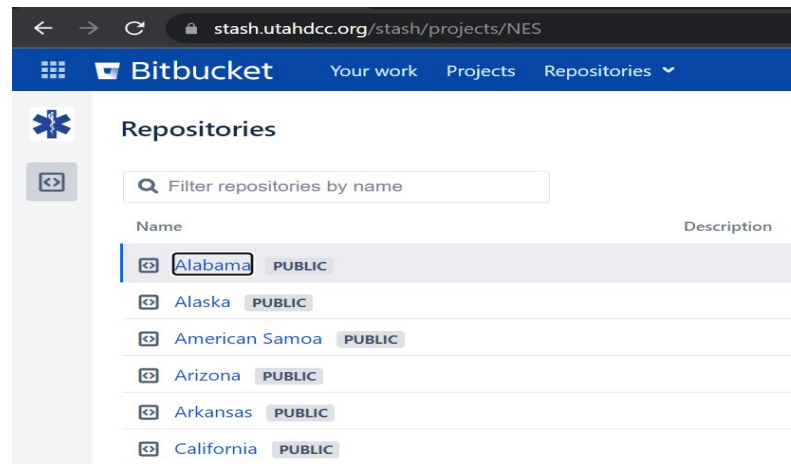 stash.utahdcc.org/stash/projects/NES
Bitbucket Your work Projects Repositories
Repositories
Filter repositories by name
Name Description
Alabama PUBLIC
Alaska PUBLIC
American Samoa PUBLIC
Arizona PUBLIC
Arkansas PUBLIC
California PUBLIC